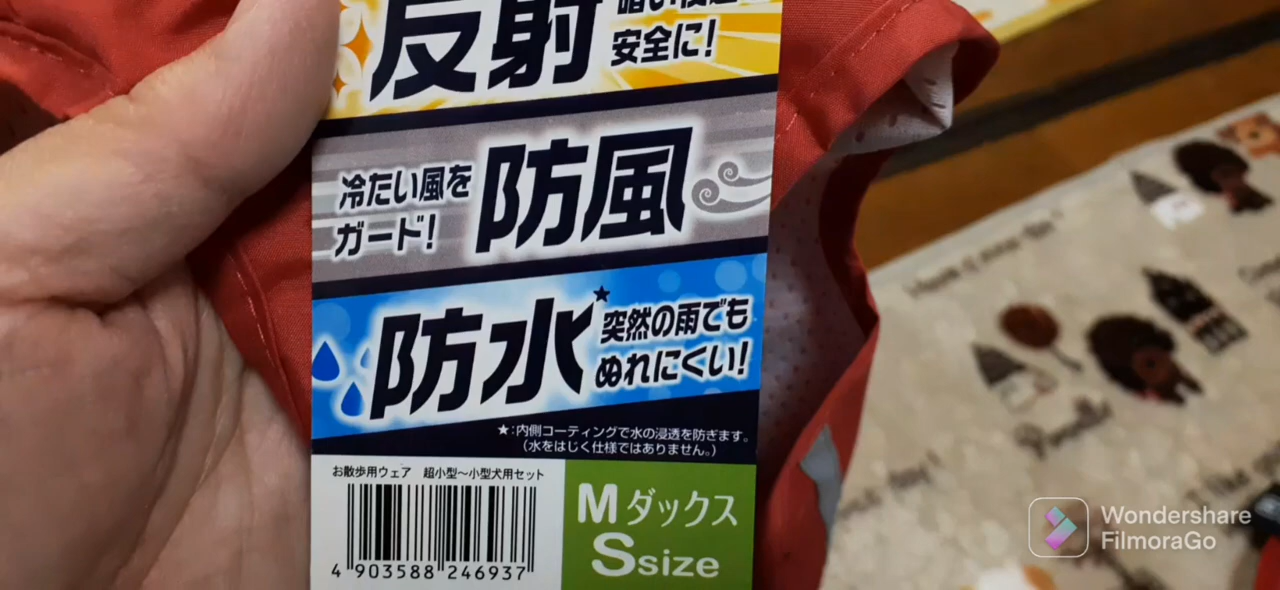 反射
安全に!
冷たい風を
ガード!
防風
防水★
突然の雨でも
ぬれにくい!
★:内側コーティングで水の浸透を防ぎます。
(水をはじく仕様ではありません。)
お散歩用ウェア 超小型〜小型犬用セット
4 903588 246937
Mダックス
Ssize
Wondershare
FilmoraGo